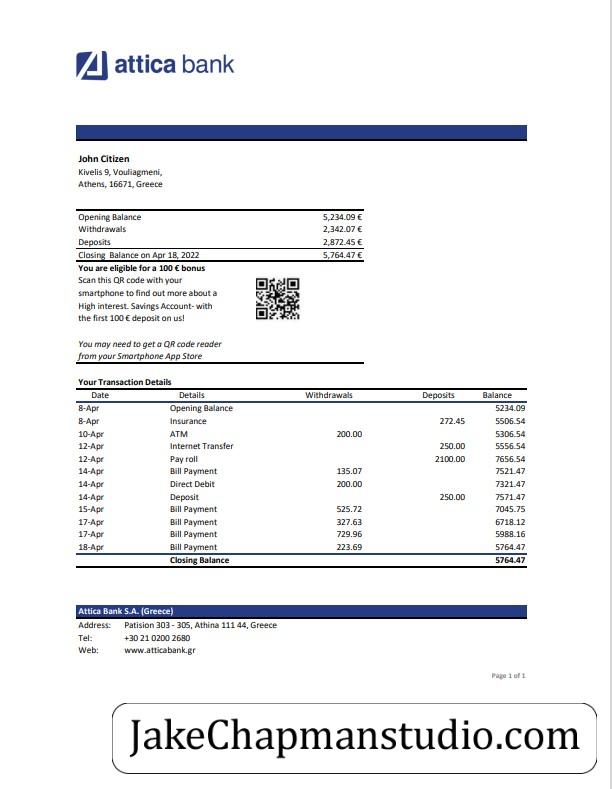 attica bank
John Citizen
Kivelis 9, Vouliagmeni,
Athens, 16671, Greece
Opening Balance 5,234.09 €
Withdrawals 2,342.07 €
Deposits 2,872.45 €
Closing Balance on Apr 18, 2022 5,764.47 €
You are eligible for a 100 € bonus
Scan this QR code with your
smartphone to find out more about a
High interest. Savings Account- with
the first 100 € deposit on us!
You may need to get a QR code reader
from your Smartphone App Store
Your Transaction Details
Date Details Withdrawals Deposits Balance
8-Apr Opening Balance 5234.09
8-Apr Insurance 272.45 5506.54
10-Apr ATM 200.00 5306.54
12-Apr Internet Transfer 250.00 5556.54
12-Apr Pay roll 2100.00 7656.54
14-Apr Bill Payment 135.07 7521.47
14-Apr Direct Debit 200.00 7321.47
14-Apr Deposit 250.00 7571.47
15-Apr Bill Payment 525.72 7045.75
17-Apr Bill Payment 327.63 6718.12
17-Apr Bill Payment 729.96 5988.16
18-Apr Bill Payment 223.69 5764.47
Closing Balance 5764.47
Attica Bank S.A. (Greece)
Address: Patision 303 - 305, Athina 111 44, Greece
Tel: +30 21 0200 2680
Web: www.atticabank.gr
Page 1 of 1
JakeChapmanstudio.com